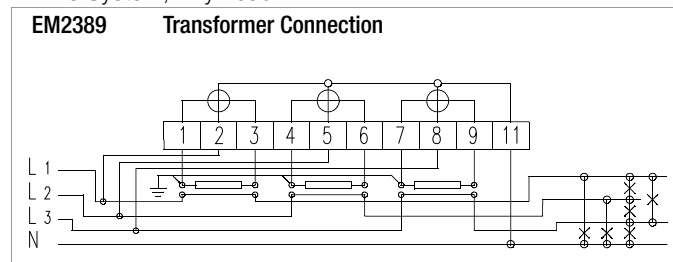 EM2389 Transformer Connection
1 2 3 4 5 6 7 8 9 11
L 1
L 2
L 3
N